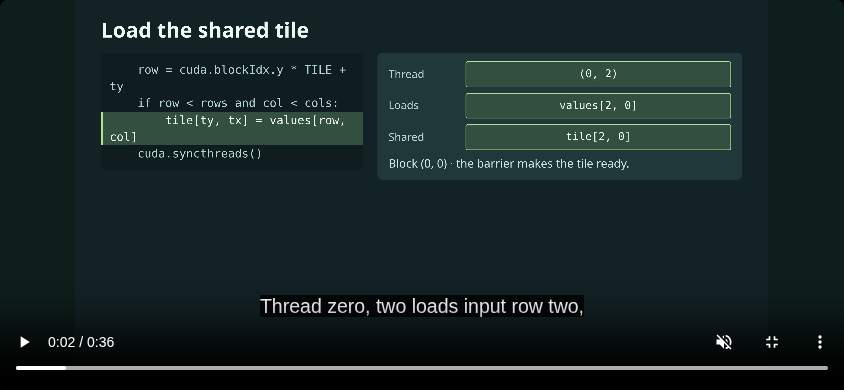 Load the shared tile
row = cuda.blockIdx.y * TILE +
ty
if row < rows and col < cols:
tile[ty, tx] = values[row,
col]
cuda.syncthreads()
Thread (0, 2)
Loads values[2, 0]
Shared tile[2, 0]
Block (0, 0) · the barrier makes the tile ready.
Thread zero, two loads input row two,
0:02 / 0:36